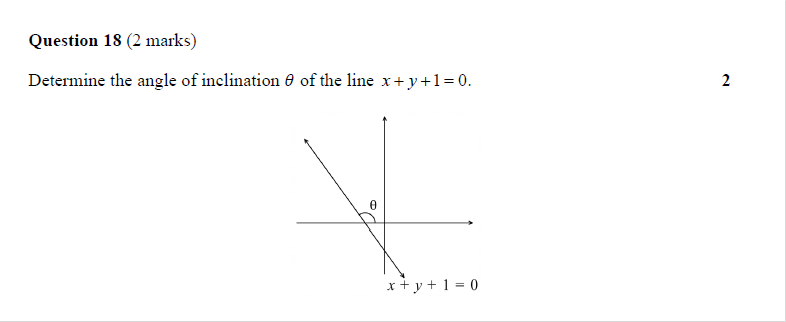 Question 18 (2 marks)
Determine the angle of inclination θ of the line x + y + 1 = 0. 2
θ
x + y + 1 = 0